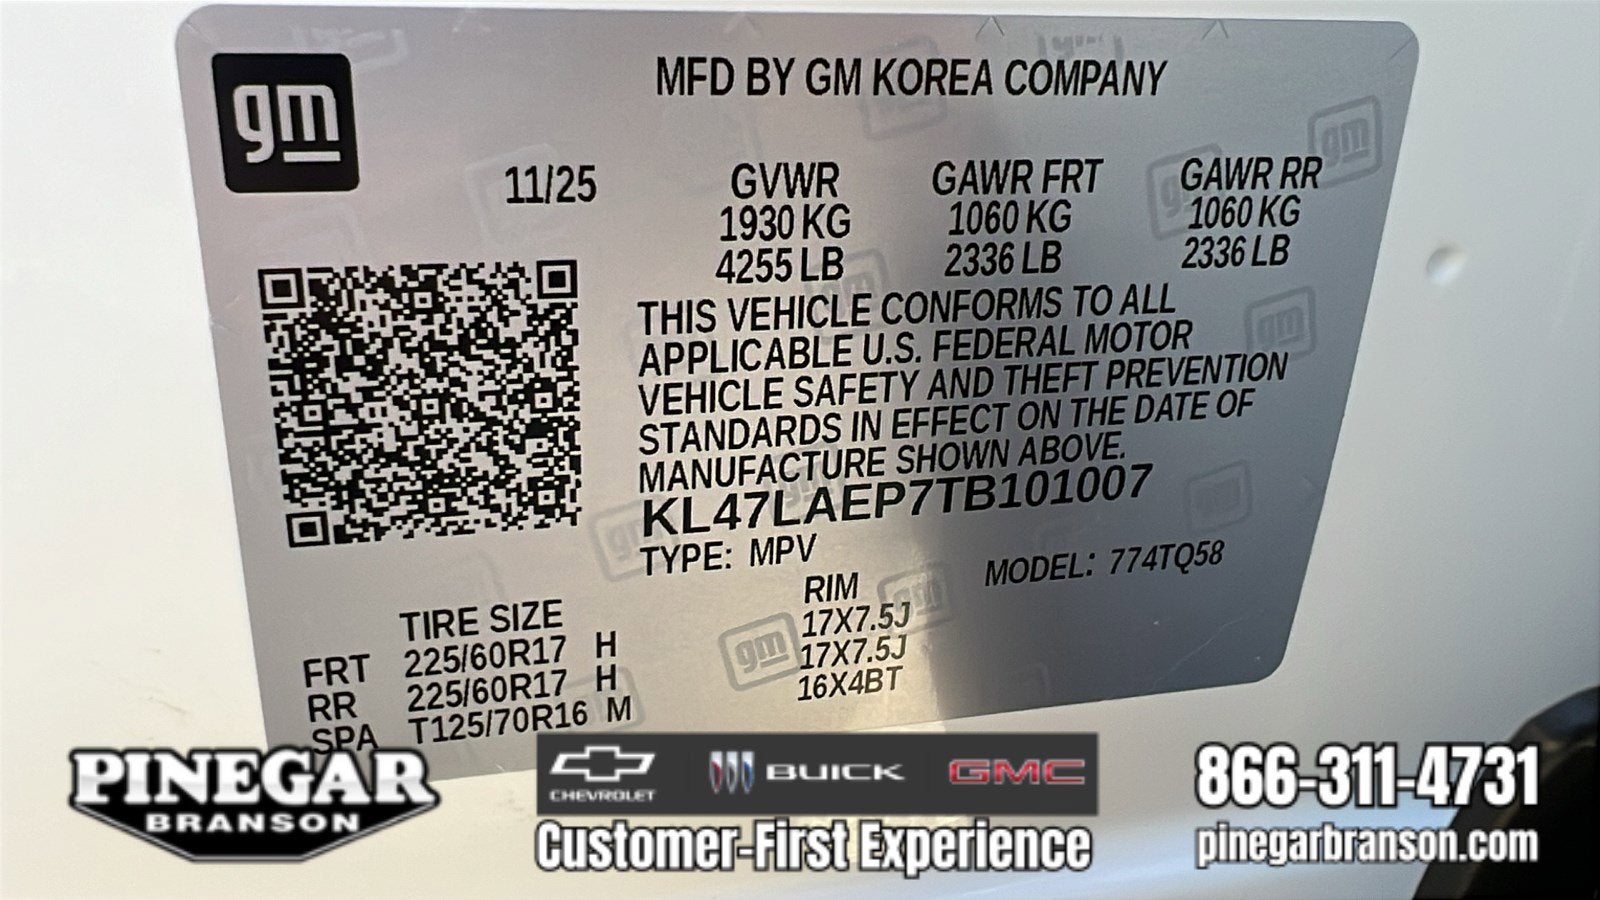 gm
MFD BY GM KOREA COMPANY
11/25
GVWR GAWR FRT GAWR RR
1930 KG 1060 KG 1060 KG
4255 LB 2336 LB 2336 LB
THIS VEHICLE CONFORMS TO ALL
APPLICABLE U.S. FEDERAL MOTOR
VEHICLE SAFETY AND THEFT PREVENTION
STANDARDS IN EFFECT ON THE DATE OF
MANUFACTURE SHOWN ABOVE.
KL47LAEP7TB101007
TYPE: MPV MODEL: 774TQ58
TIRE SIZE RIM
FRT 225/60R17 H 17X7.5J
RR 225/60R17 H 17X7.5J
SPA T125/70R16 M 16X4BT
PINEGAR
BRANSON
CHEVROLET BUICK GMC
Customer-First Experience
866-311-4731
pinegarbranson.com